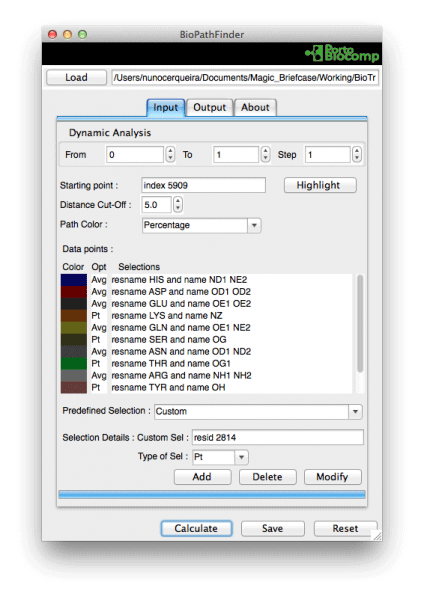 BioPathFinder
Porto
Biocomp
Load /Users/nunocerqueira/Documents/Magic_Briefcase/Working/BioTr
Input Output About
Dynamic Analysis
From 0 To 1 Step 1
Starting point : index 5909 Highlight
Distance Cut-Off : 5.0
Path Color : Percentage
Data points :
Color Opt Selections
Avg resname HIS and name ND1 NE2
Avg resname ASP and name OD1 OD2
Avg resname GLU and name OE1 OE2
Pt resname LYS and name NZ
Avg resname GLN and name OE1 NE2
Pt resname SER and name OG
Avg resname ASN and name OD1 ND2
Pt resname THR and name OG1
Avg resname ARG and name NH1 NH2
Pt resname TYR and name OH
Predefined Selection : Custom
Selection Details : Custom Sel : resid 2814
Type of Sel : Pt
Add Delete Modify
Calculate Save Reset